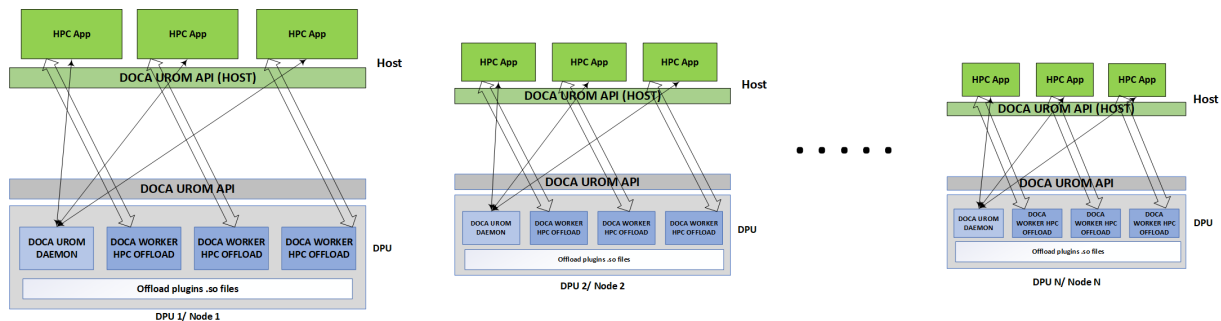 HPC App
HPC App
HPC App
Host
DOCA UROM API (HOST)
DOCA UROM API
DOCA UROM
DAEMON
DOCA WORKER
HPC OFFLOAD
DOCA WORKER
HPC OFFLOAD
DOCA WORKER
HPC OFFLOAD
DPU
Offload plugins .so files
DPU 1/ Node 1
HPC App
HPC App
HPC App
Host
DOCA UROM API (HOST)
DOCA UROM API
DOCA UROM
DAEMON
DOCA WORKER
HPC OFFLOAD
DOCA WORKER
HPC OFFLOAD
DOCA WORKER
HPC OFFLOAD
DPU
Offload plugins .so files
DPU 2/ Node 2
HPC App
HPC App
HPC App
Host
DOCA UROM API (HOST)
DOCA UROM API
DOCA UROM
DAEMON
DOCA
WORKER HPC
OFFLOAD
DOCA
WORKER HPC
OFFLOAD
DOCA
WORKER HPC
OFFLOAD
DPU
Offload plugins .so files
DPU N/ Node N